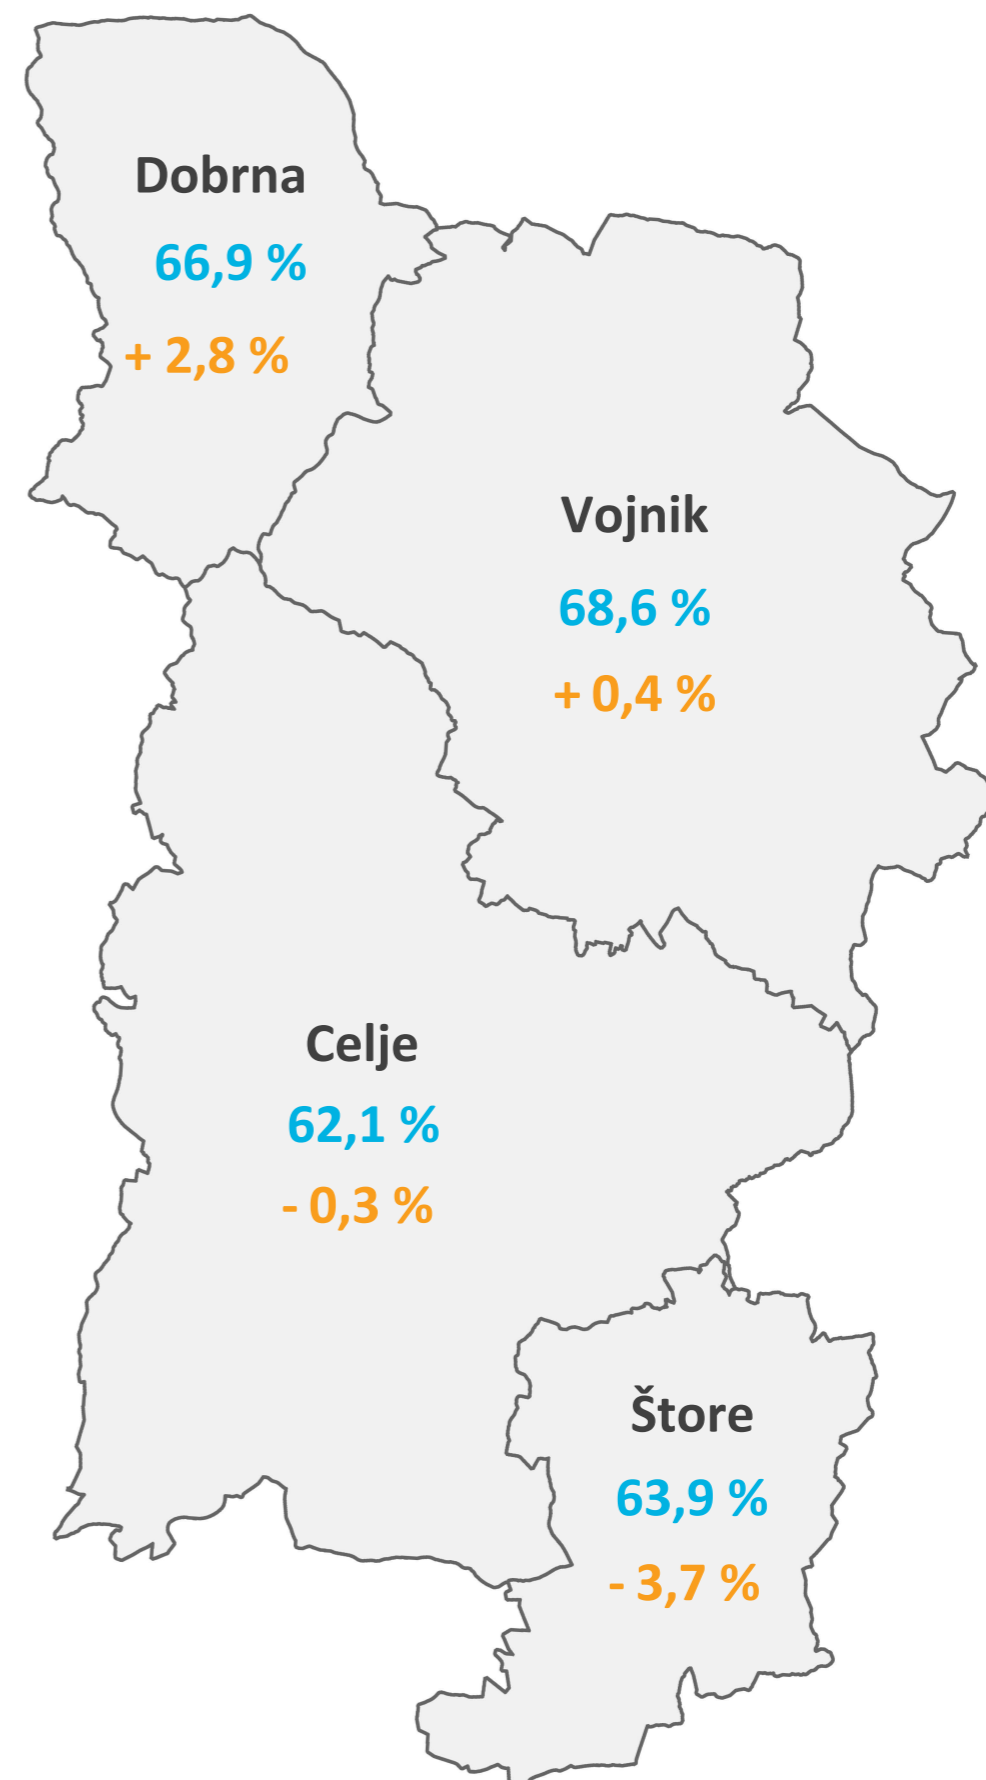 Dobrna
66,9 %
+ 2,8 %
Vojnik
68,6 %
+ 0,4 %
Celje
62,1 %
- 0,3 %
Štore
63,9 %
- 3,7 %